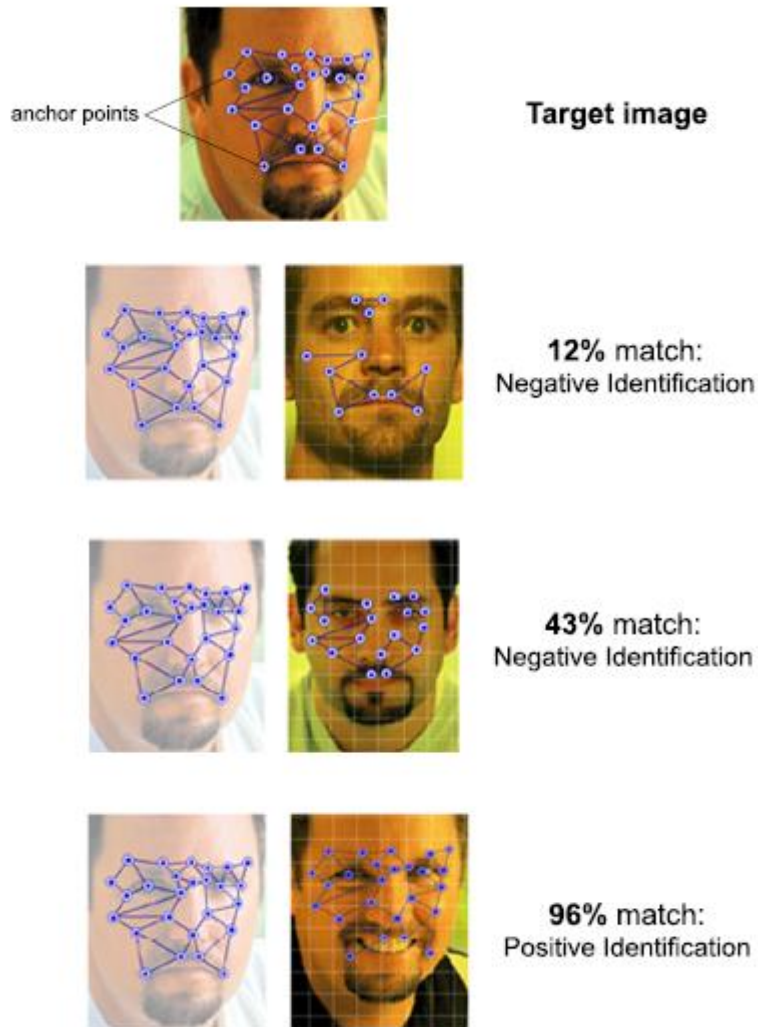 anchor points
Target image
12% match:
Negative Identification
43% match:
Negative Identification
96% match:
Positive Identification